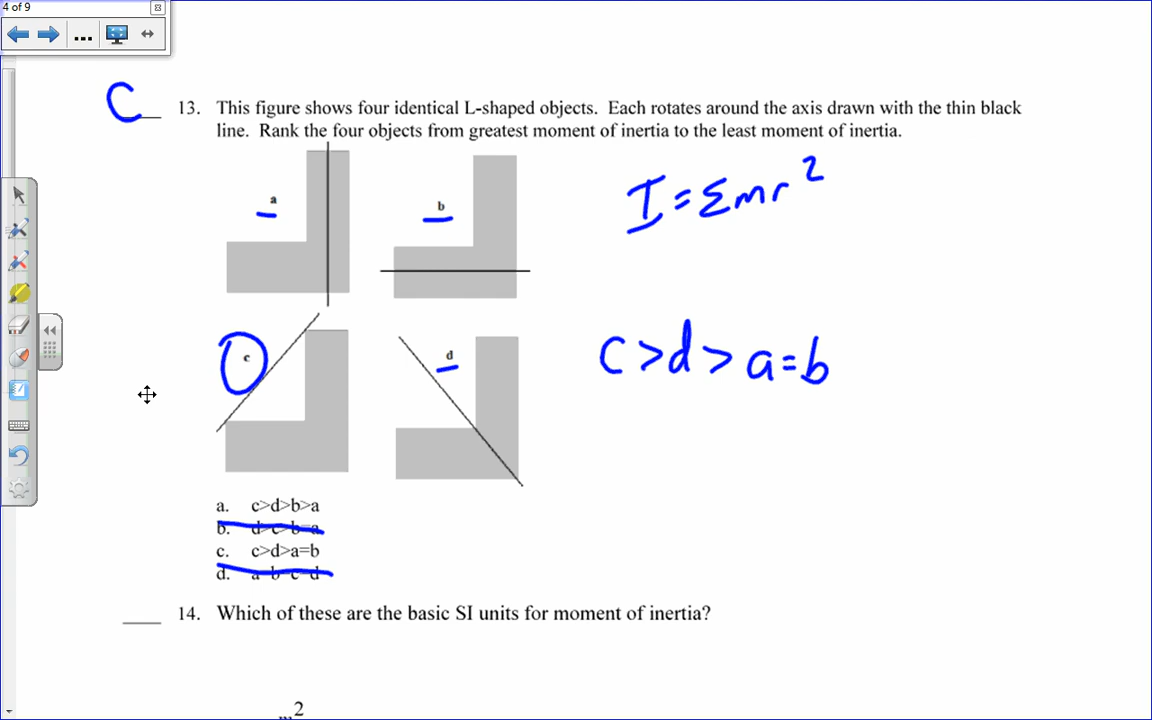 4 of 9
C 13. This figure shows four identical L-shaped objects. Each rotates around the axis drawn with the thin black
line. Rank the four objects from greatest moment of inertia to the least moment of inertia.
a
b
I = Σmr²
c
d
c>d>a=b
a. c>d>b>a
b. d>c>b=a
c. c>d>a=b
d. a=b=c=d
14. Which of these are the basic SI units for moment of inertia?
2